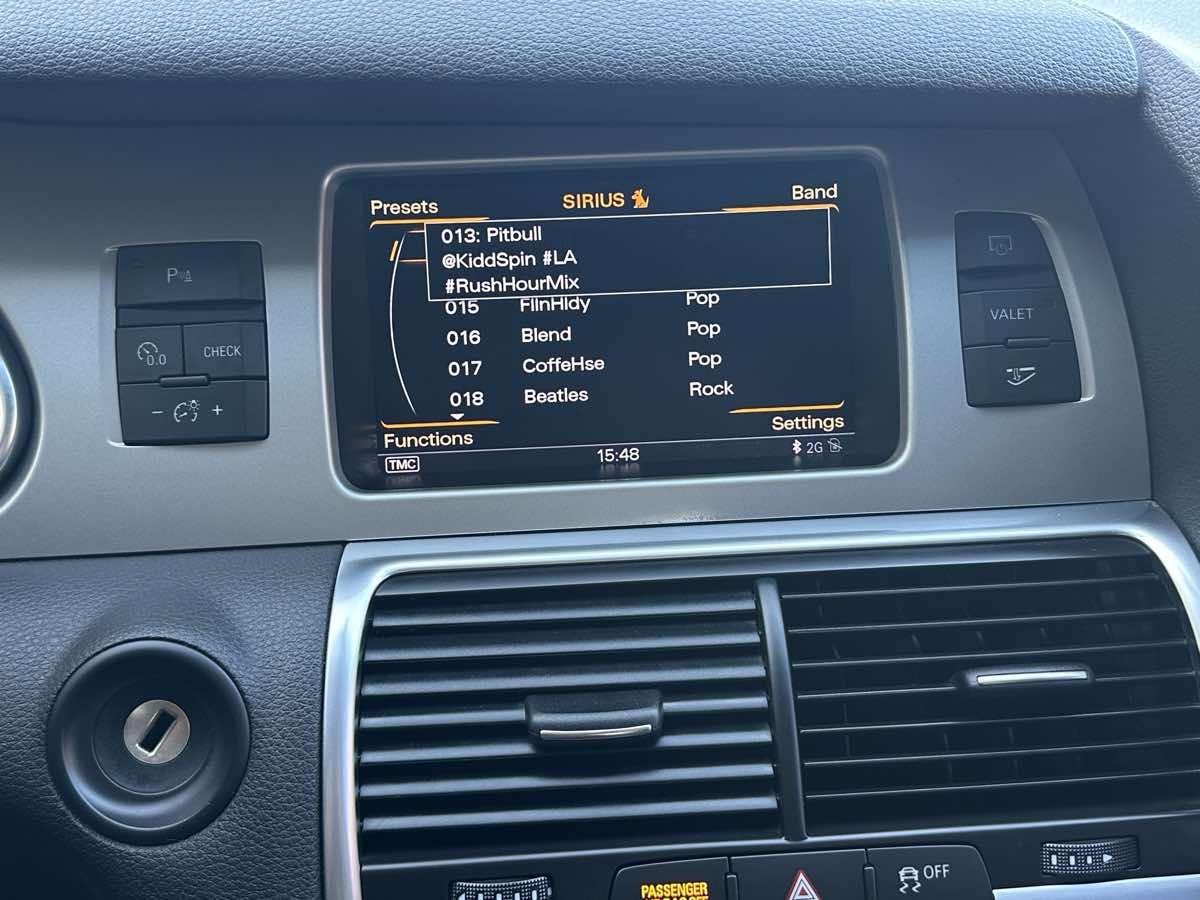 Presets
SIRIUS
Band
013: Pitbull
@KiddSpin #LA
#RushHourMix
015 FlInHldy Pop
016 Blend Pop
017 CoffeHse Pop
018 Beatles Rock
Functions
Settings
TMC
15:48
2G
P
0.0
CHECK
- +
VALET
PASSENGER
OFF